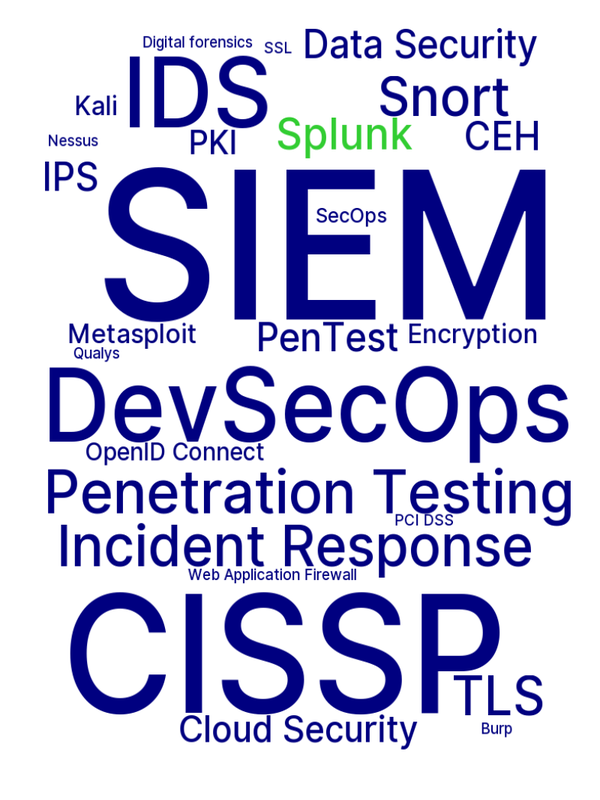 Digital forensics
SSL
Data Security
IDS
Snort
Kali
Splunk
CEH
PKI
Nessus
IPS
SIEM
SecOps
Metasploit
PenTest
Encryption
Qualys
DevSecOps
OpenID Connect
Penetration Testing
PCI DSS
Incident Response
Web Application Firewall
CISSP
TLS
Cloud Security
Burp